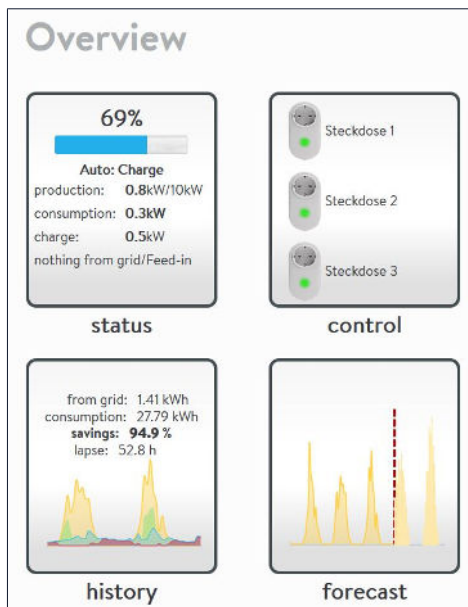 Overview
69%
Auto: Charge
production: 0.8kW/10kW
consumption: 0.3kW
charge: 0.5kW
nothing from grid/Feed-in
status
Steckdose 1
Steckdose 2
Steckdose 3
control
from grid: 1.41 kWh
consumption: 27.79 kWh
savings: 94.9 %
lapse: 52.8 h
history
forecast